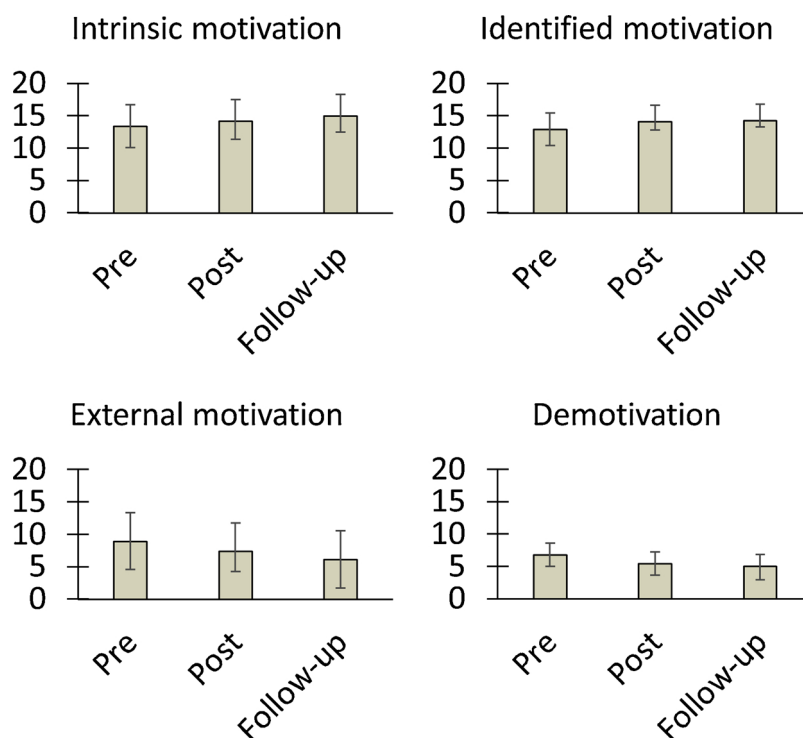 Intrinsic motivation
20
15
10
5
0
Pre
Post
Follow-up
Identified motivation
20
15
10
5
0
Pre
Post
Follow-up
External motivation
20
15
10
5
0
Pre
Post
Follow-up
Demotivation
20
15
10
5
0
Pre
Post
Follow-up